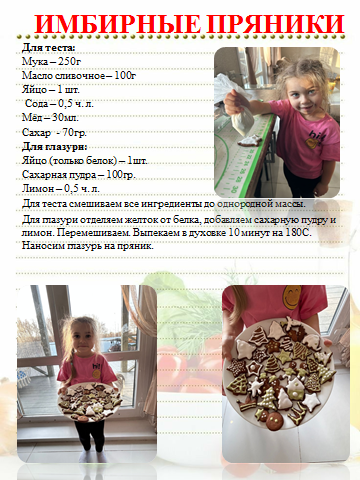 ИМБИРНЫЕ ПРЯНИКИ
Для теста:
Мука – 250г
Масло сливочное – 100г
Яйцо – 1 шт.
Сода – 0,5 ч. л.
Мёд – 30мл.
Сахар - 70гр.
Для глазури:
Яйцо (только белок) – 1шт.
Сахарная пудра – 100гр.
Лимон – 0,5 ч. л.
Для теста смешиваем все ингредиенты до однородной массы.
Для глазури отделяем желток от белка, добавляем сахарную пудру и
лимон. Перемешиваем. Выпекаем в духовке 10 минут на 180С.
Наносим глазурь на пряник.